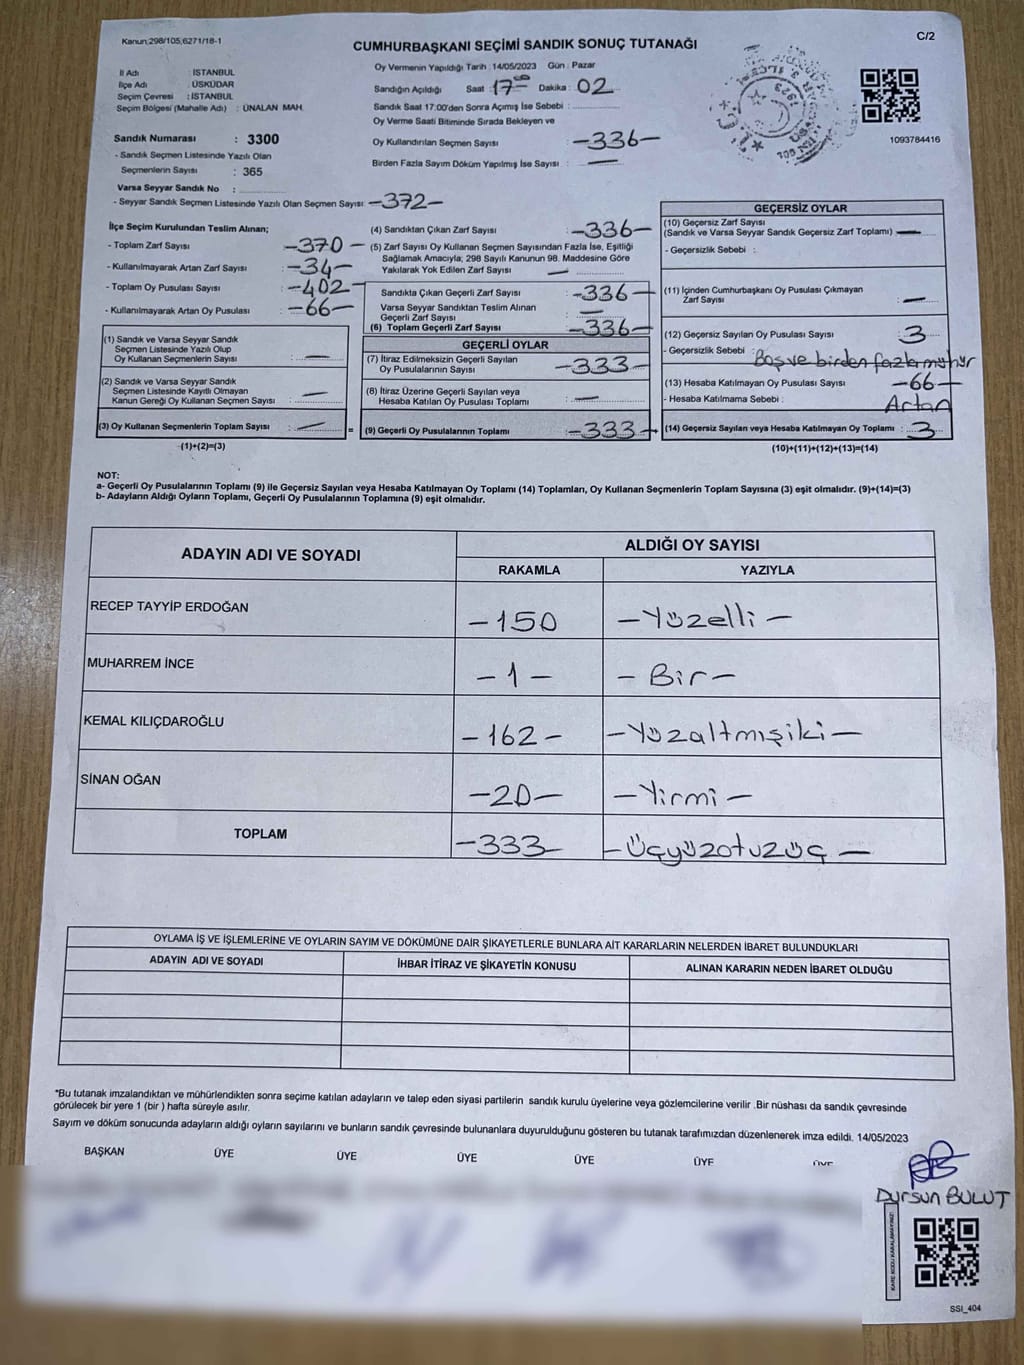 Kanun:298/105,6271/18-1
C/2
CUMHURBAŞKANI SEÇİMİ SANDIK SONUÇ TUTANAĞI
İl Adı : İSTANBUL
İlçe Adı : ÜSKÜDAR
Seçim Çevresi : İSTANBUL
Seçim Bölgesi (Mahalle Adı) : ÜNALAN MAH.
Oy Vermenin Yapıldığı Tarih : 14/05/2023 Gün : Pazar
Sandığın Açıldığı Saat : 17 00 Dakika : 02
Sandık Saat 17:00'den Sonra Açımış İse Sebebi :
Oy Verme Saati Bitiminde Sırada Bekleyen ve
Oy Kullandırılan Seçmen Sayısı : -336-
Birden Fazla Sayım Döküm Yapılmış İse Sayısı : —
1093784416
Sandık Numarası : 3300
- Sandık Seçmen Listesinde Yazılı Olan
Seçmenlerin Sayısı : 365
Varsa Seyyar Sandık No :
- Seyyar Sandık Seçmen Listesinde Yazılı Olan Seçmen Sayısı: -372-
İlçe Seçim Kurulundan Teslim Alınan;
- Toplam Zarf Sayısı : -370-
- Kullanılmayarak Artan Zarf Sayısı : -34-
- Toplam Oy Pusulası Sayısı : -402-
- Kullanılmayarak Artan Oy Pusulası : -66-
(1) Sandık ve Varsa Seyyar Sandık
Seçmen Listesinde Yazılı Olup
Oy Kullanan Seçmenlerin Sayısı : —
(2) Sandık ve Varsa Seyyar Sandık
Seçmen Listesinde Kayıtlı Olmayan
Kanun Gereği Oy Kullanan Seçmen Sayısı : —
(3) Oy Kullanan Seçmenlerin Toplam Sayısı : — =
(1)+(2)=(3)
(4) Sandıktan Çıkan Zarf Sayısı : -336-
(5) Zarf Sayısı Oy Kullanan Seçmen Sayısından Fazla İse, Eşitliği
Sağlamak Amacıyla; 298 Sayılı Kanunun 98. Maddesine Göre
Yakılarak Yok Edilen Zarf Sayısı : —
Sandıkta Çıkan Geçerli Zarf Sayısı : -336-
Varsa Seyyar Sandıktan Teslim Alınan
Geçerli Zarf Sayısı : —
(6) Toplam Geçerli Zarf Sayısı : -336-
GEÇERLİ OYLAR
(7) İtiraz Edilmeksizin Geçerli Sayılan
Oy Pusulalarının Sayısı : -333-
(8) İtiraz Üzerine Geçerli Sayılan veya
Hesaba Katılan Oy Pusulası Toplamı : —
(9) Geçerli Oy Pusulalarının Toplamı : -333 +
GEÇERSİZ OYLAR
(10) Geçersiz Zarf Sayısı
(Sandık ve Varsa Seyyar Sandık Geçersiz Zarf Toplamı) : —
- Geçersizlik Sebebi :
(11) İçinden Cumhurbaşkanı Oy Pusulası Çıkmayan
Zarf Sayısı : —
(12) Geçersiz Sayılan Oy Pusulası Sayısı : 3
- Geçersizlik Sebebi : Boş ve birden fazla mühür
(13) Hesaba Katılmayan Oy Pusulası Sayısı : -66-
- Hesaba Katılmama Sebebi : Artan
(14) Geçersiz Sayılan veya Hesaba Katılmayan Oy Toplamı : 3
(10)+(11)+(12)+(13)=(14)
NOT:
a- Geçerli Oy Pusulalarının Toplamı (9) ile Geçersiz Sayılan veya Hesaba Katılmayan Oy Toplamı (14) Toplamları, Oy Kullanan Seçmenlerin Toplam Sayısına (3) eşit olmalıdır. (9)+(14)=(3)
b- Adayların Aldığı Oyların Toplamı, Geçerli Oy Pusulalarının Toplamına (9) eşit olmalıdır.
ADAYIN ADI VE SOYADI ALDIĞI OY SAYISI
RAKAMLA YAZIYLA
RECEP TAYYİP ERDOĞAN -150 -Yüzelli-
MUHARREM İNCE -1- -Bir-
KEMAL KILIÇDAROĞLU -162- -Yüzaltmışiki-
SİNAN OĞAN -20- -Yirmi-
TOPLAM -333- -Üçyüzotuzüç-
OYLAMA İŞ VE İŞLEMLERİNE VE OYLARIN SAYIM VE DÖKÜMÜNE DAİR ŞİKAYETLERLE BUNLARA AİT KARARLARIN NELERDEN İBARET BULUNDUKLARI
ADAYIN ADI VE SOYADI İHBAR İTİRAZ VE ŞİKAYETİN KONUSU ALINAN KARARIN NEDEN İBARET OLDUĞU
*Bu tutanak imzalandıktan ve mühürlendikten sonra seçime katılan adayların ve talep eden siyasi partilerin sandık kurulu üyelerine veya gözlemcilerine verilir .Bir nüshası da sandık çevresinde
görülecek bir yere 1 (bir ) hafta süreyle asılır.
Sayım ve döküm sonucunda adayların aldığı oyların sayılarını ve bunların sandık çevresinde bulunanlara duyurulduğunu gösteren bu tutanak tarafımızdan düzenlenerek imza edildi. 14/05/2023
BAŞKAN ÜYE ÜYE ÜYE ÜYE ÜYE ÜYE
Dursun BULUT
KARE KODU KARALAMAYINIZ!
SSI_404